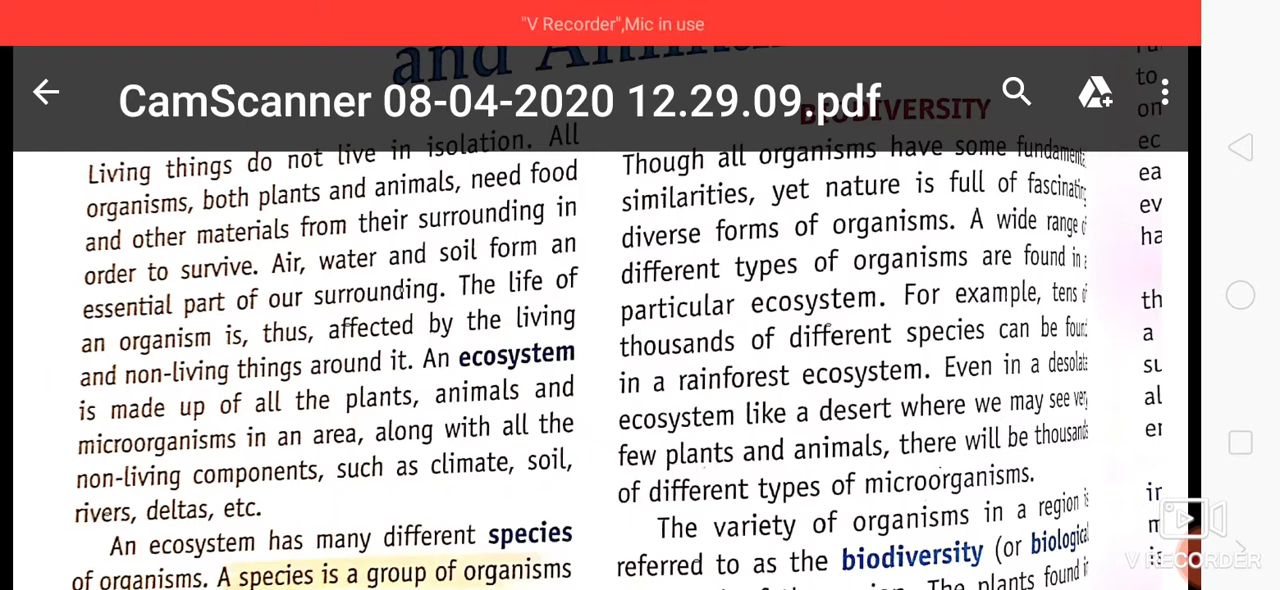 "V Recorder",Mic in use
and
CamScanner 08-04-2020 12.29.09.pdf
Living things do not live in isolation. All
organisms, both plants and animals, need food
and other materials from their surrounding in
order to survive. Air, water and soil form an
essential part of our surrounding. The life of
an organism is, thus, affected by the living
and non-living things around it. An ecosystem
is made up of all the plants, animals and
microorganisms in an area, along with all the
non-living components, such as climate, soil,
rivers, deltas, etc.
An ecosystem has many different species
of organisms. A species is a group of organisms
BIODIVERSITY
Though all organisms have some
similarities, yet nature is full of
diverse forms of organisms. A wide range
different types of organisms are found in
particular ecosystem. For example, tens
thousands of different species can be
in a rainforest ecosystem. Even in a
ecosystem like a desert where we may see
few plants and animals, there will be
of different types of microorganisms.
The variety of organisms in a region
referred to as the biodiversity (or
The plants found
to
V RECORDER